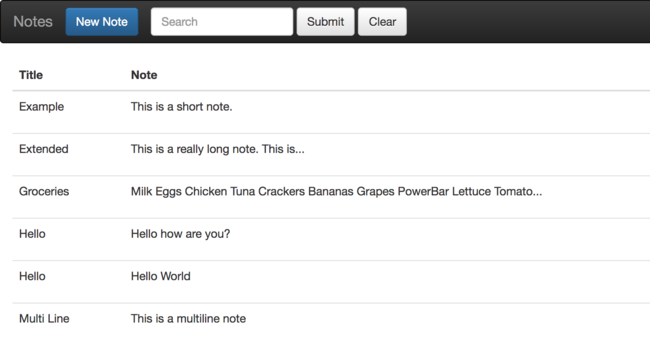 Notes New Note Search Submit Clear
Title Note
Example This is a short note.
Extended This is a really long note. This is...
Groceries Milk Eggs Chicken Tuna Crackers Bananas Grapes PowerBar Lettuce Tomato...
Hello Hello how are you?
Hello Hello World
Multi Line This is a multiline note